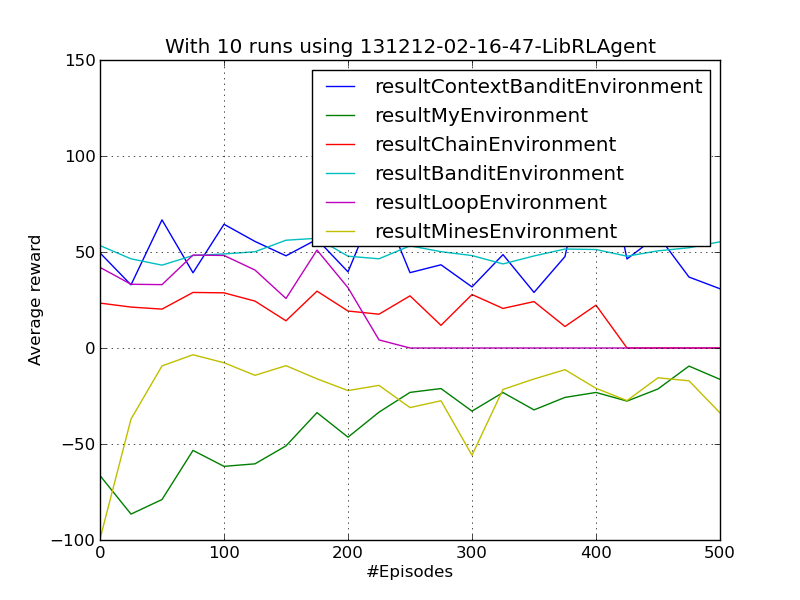 With 10 runs using 131212-02-16-47-LibRLAgent
150
100
50
0
−50
−100
Average reward
resultContextBanditEnvironment
resultMyEnvironment
resultChainEnvironment
resultBanditEnvironment
resultLoopEnvironment
resultMinesEnvironment
0 100 200 300 400 500
#Episodes